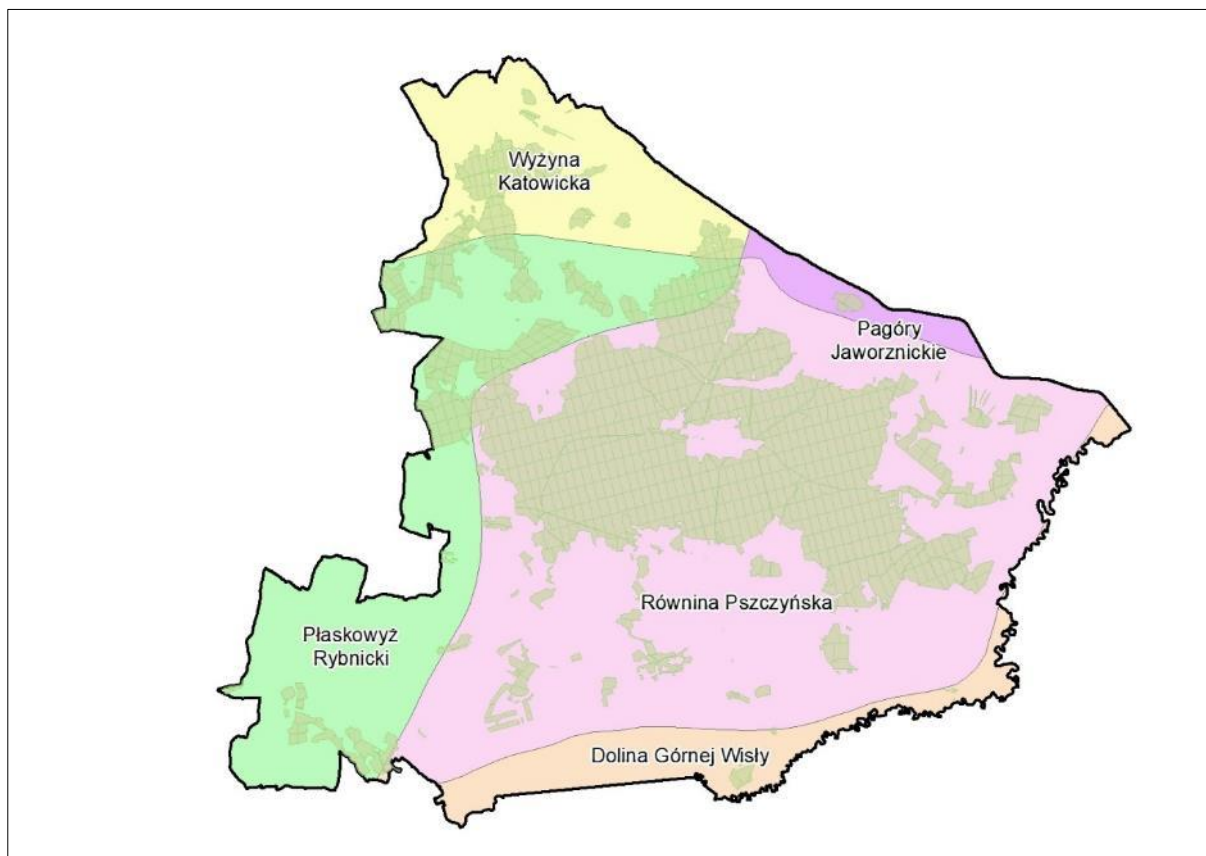 Wyżyna
Katowicka
Pagóry
Jaworznickie
Równina Pszczyńska
Płaskowyż
Rybnicki
Dolina Górnej Wisły